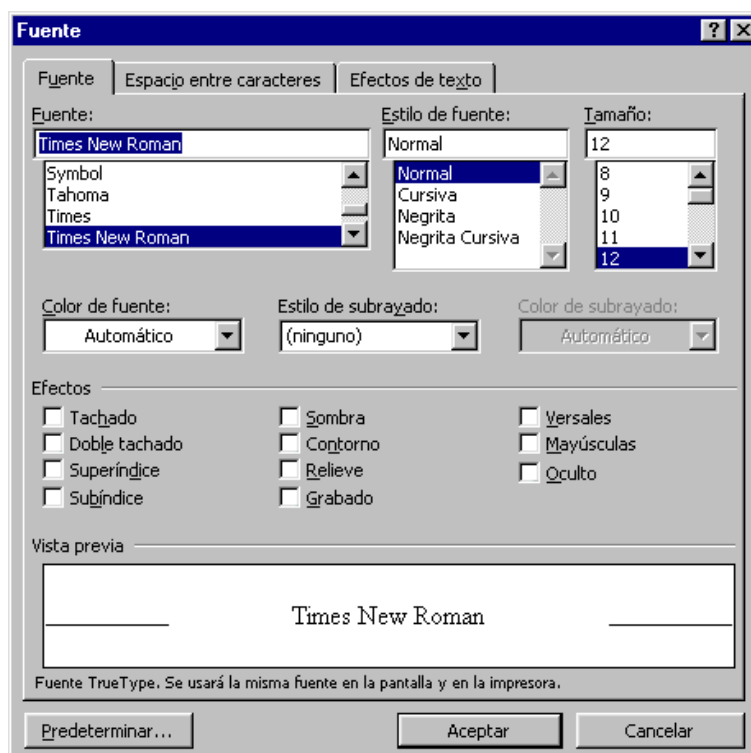 Fuente
Fuente Espacio entre caracteres Efectos de texto
Fuente: Estilo de fuente: Tamaño:
Times New Roman Normal 12
Symbol Normal 8
Tahoma Cursiva 9
Times Negrita 10
Times New Roman Negrita Cursiva 11
12
Color de fuente: Estilo de subrayado: Color de subrayado:
Automático (ninguno) Automático
Efectos
Tachado Sombra Versales
Doble tachado Contorno Mayúsculas
Superíndice Relieve Oculto
Subíndice Grabado
Vista previa
Times New Roman
Fuente TrueType. Se usará la misma fuente en la pantalla y en la impresora.
Predeterminar... Aceptar Cancelar